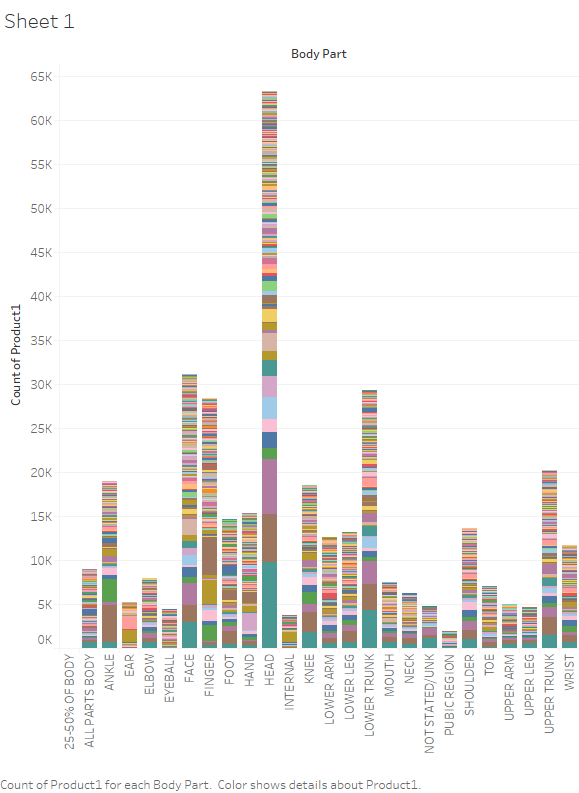 Sheet 1
Body Part
65K
60K
55K
50K
45K
40K
35K
30K
25K
20K
15K
10K
5K
0K
Count of Product1
25-50% OF BODY
ALL PARTS BODY
ANKLE
EAR
ELBOW
EYEBALL
FACE
FINGER
FOOT
HAND
HEAD
INTERNAL
KNEE
LOWER ARM
LOWER LEG
LOWER TRUNK
MOUTH
NECK
NOT STATED/UNK
PUBIC REGION
SHOULDER
TOE
UPPER ARM
UPPER LEG
UPPER TRUNK
WRIST
Count of Product1 for each Body Part. Color shows details about Product1.